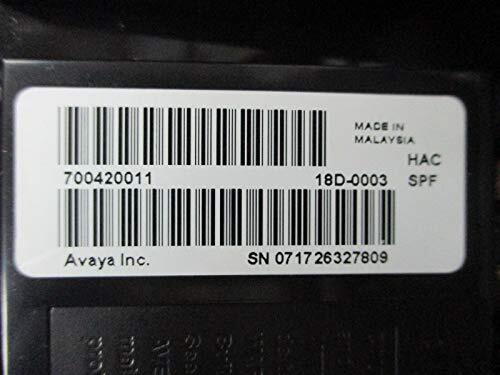 MADE IN
MALAYSIA
HAC
700420011 18D-0003 SPF
Avaya Inc. SN 071726327809